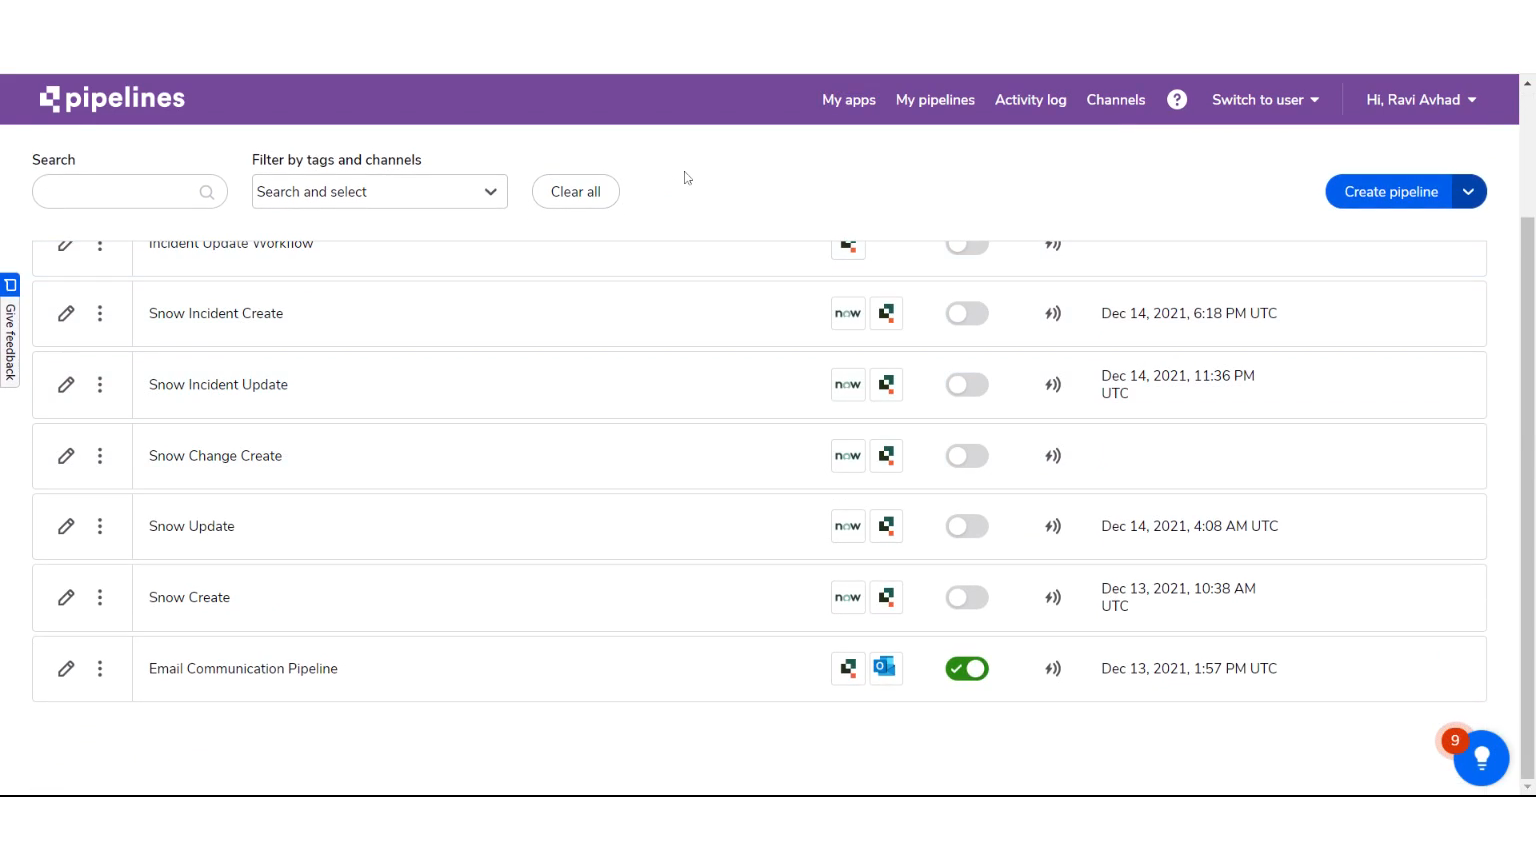 pipelines
My apps My pipelines Activity log Channels ? Switch to user Hi, Ravi Avhad
Search
Filter by tags and channels
Search and select
Clear all
Create pipeline
Give feedback
Incident Update Workflow
Snow Incident Create now Dec 14, 2021, 6:18 PM UTC
Snow Incident Update now Dec 14, 2021, 11:36 PM
UTC
Snow Change Create now
Snow Update now Dec 14, 2021, 4:08 AM UTC
Snow Create now Dec 13, 2021, 10:38 AM
UTC
Email Communication Pipeline O Dec 13, 2021, 1:57 PM UTC
9